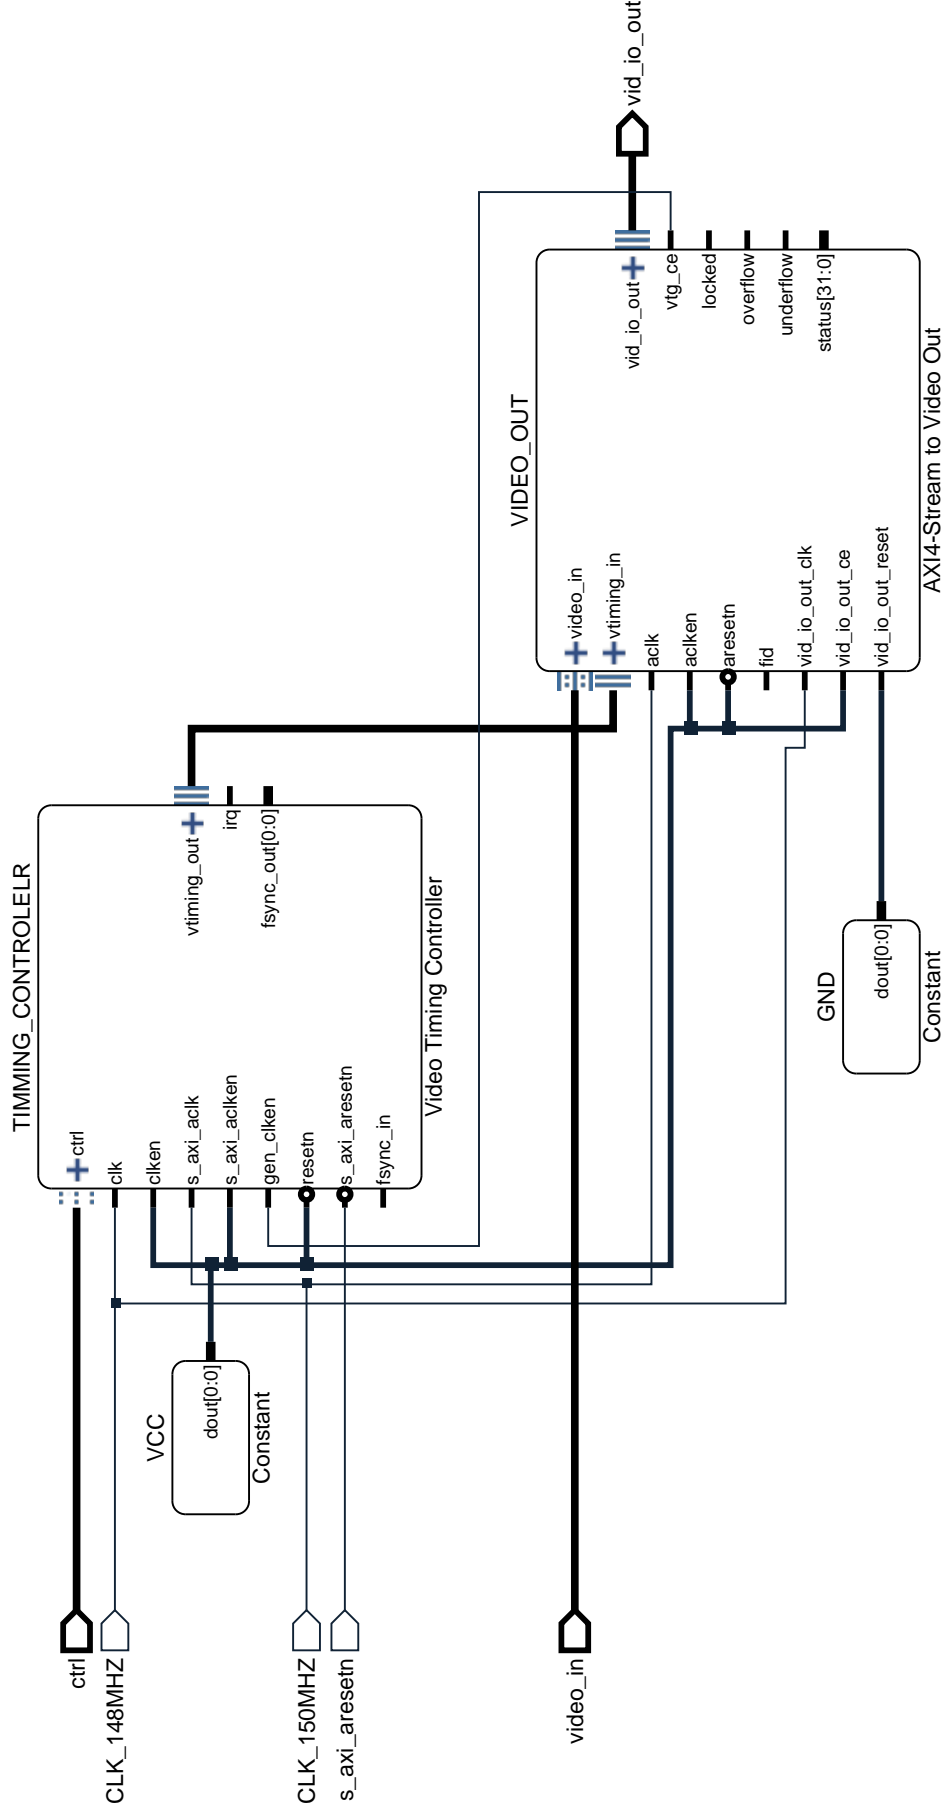 ctrl
CLK_148MHZ
CLK_150MHZ
s_axi_aresetn
video_in
VCC
dout[0:0]
Constant
TIMMING_CONTROLELR
ctrl
clk
clken
s_axi_aclk
s_axi_aclken
gen_clken
resetn
s_axi_aresetn
fsync_in
vtiming_out
irq
fsync_out[0:0]
Video Timing Controller
GND
dout[0:0]
Constant
VIDEO_OUT
video_in
vtiming_in
aclk
aclken
aresetn
fid
vid_io_out_clk
vid_io_out_ce
vid_io_out_reset
vid_io_out
vtg_ce
locked
overflow
underflow
status[31:0]
AXI4-Stream to Video Out
vid_io_out